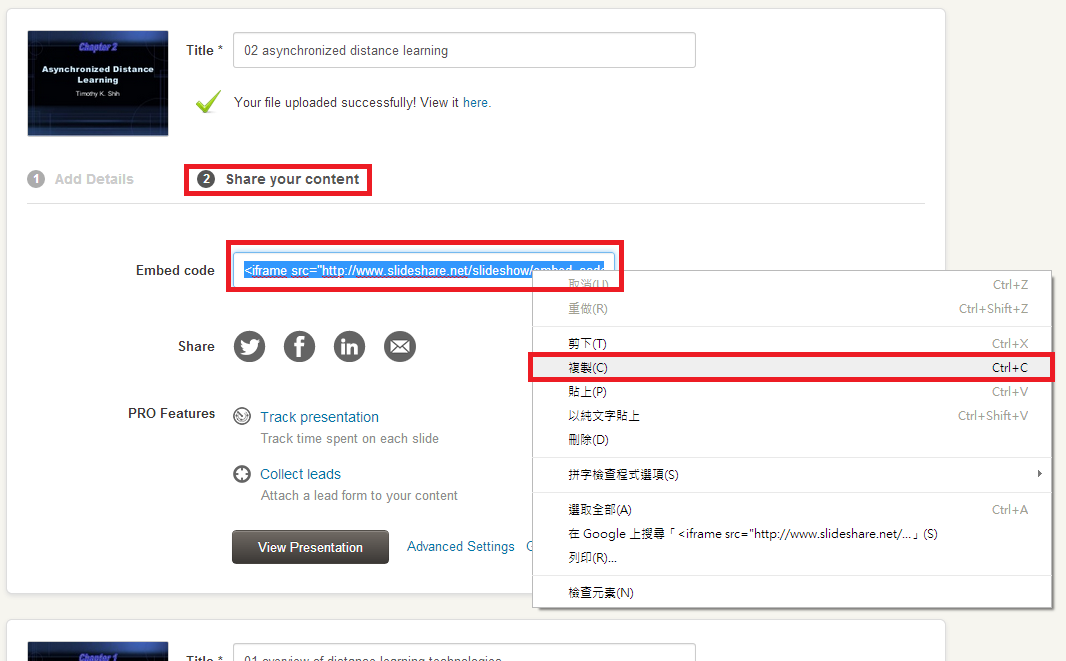 Chapter 2
Asynchronized Distance
Learning
Timothy K. Shih
Title *
02 asynchronized distance learning
Your file uploaded successfully! View it here.
1 Add Details
2 Share your content
Embed code
<iframe src="http://www.slideshare.net/slideshow/embed_code
取消(U) Ctrl+Z
重做(R) Ctrl+Shift+Z
剪下(T) Ctrl+X
複製(C) Ctrl+C
貼上(P) Ctrl+V
以純文字貼上 Ctrl+Shift+V
刪除(D)
拼字檢查程式選項(S)
選取全部(A) Ctrl+A
在 Google 上搜尋「<iframe src="http://www.slideshare.net/...」(S)
列印(R)...
檢查元素(N)
Share
in
PRO Features
Track presentation
Track time spent on each slide
Collect leads
Attach a lead form to your content
View Presentation
Advanced Settings
Chapter 1
Title *
01 overview of distance learning technologies